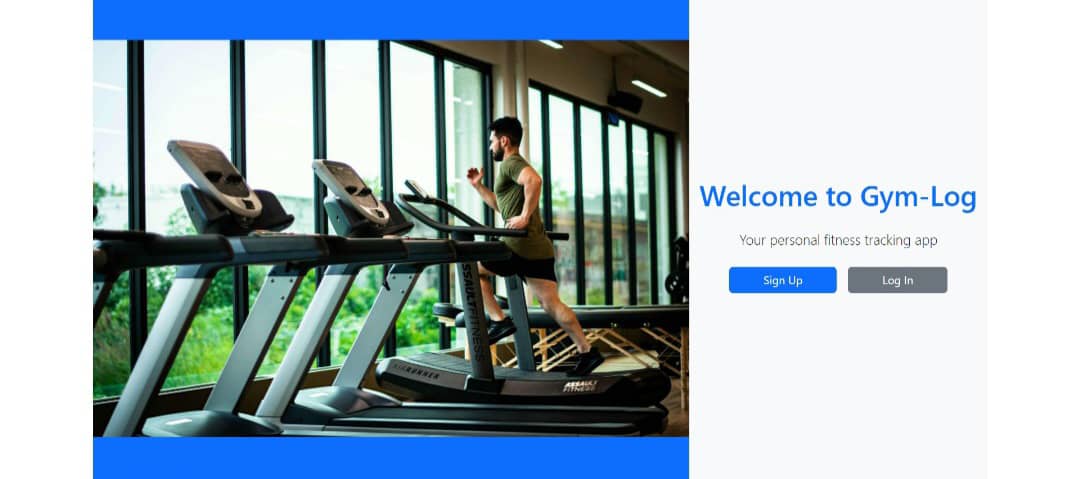 Welcome to Gym-Log
Your personal fitness tracking app
Sign Up
Log In
ASSAULT FITNESS
AIRRUNNER
ASSAULT
FITNESS